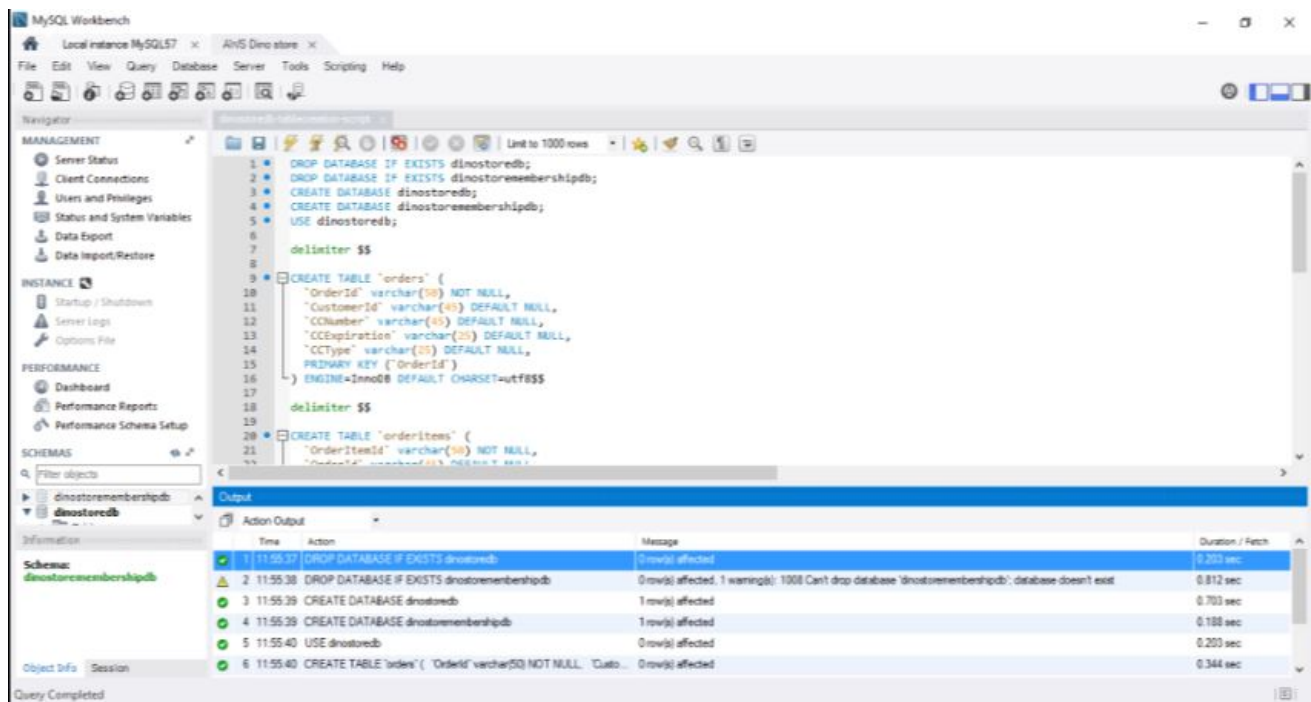 MySQL Workbench
Local instance MySQL57 × AWS Dino store ×
File Edit View Query Database Server Tools Scripting Help
Navigator
dinostoredb-tablecreation-script ×
MANAGEMENT
Server Status
Client Connections
Users and Privileges
Status and System Variables
Data Export
Data Import/Restore
INSTANCE
Startup / Shutdown
Server Logs
Options File
PERFORMANCE
Dashboard
Performance Reports
Performance Schema Setup
SCHEMAS
Filter objects
dinostoremembershipdb
dinostoredb
Information
Schema:
dinostoremembershipdb
Object Info Session
Query Completed
Limit to 1000 rows
1 DROP DATABASE IF EXISTS dinostoredb;
2 DROP DATABASE IF EXISTS dinostoremembershipdb;
3 CREATE DATABASE dinostoredb;
4 CREATE DATABASE dinostoremembershipdb;
5 USE dinostoredb;
6
7 delimiter $$
8
9 CREATE TABLE `orders` (
10 `OrderId` varchar(50) NOT NULL,
11 `CustomerId` varchar(45) DEFAULT NULL,
12 `CCNumber` varchar(45) DEFAULT NULL,
13 `CCExpiration` varchar(25) DEFAULT NULL,
14 `CCType` varchar(25) DEFAULT NULL,
15 PRIMARY KEY (`OrderId`)
16 ) ENGINE=InnoDB DEFAULT CHARSET=utf8$$
17
18 delimiter $$
19
20 CREATE TABLE `orderitems` (
21 `OrderItemId` varchar(50) NOT NULL,
Output
Action Output
Time Action Message Duration / Fetch
1 11:55:37 DROP DATABASE IF EXISTS dinostoredb 0 row(s) affected 0.203 sec
2 11:55:38 DROP DATABASE IF EXISTS dinostoremembershipdb 0 row(s) affected, 1 warning(s): 1008 Can't drop database 'dinostoremembershipdb'; database doesn't exist 0.812 sec
3 11:55:39 CREATE DATABASE dinostoredb 1 row(s) affected 0.703 sec
4 11:55:39 CREATE DATABASE dinostoremembershipdb 1 row(s) affected 0.188 sec
5 11:55:40 USE dinostoredb 0 row(s) affected 0.203 sec
6 11:55:40 CREATE TABLE `orders` ( `OrderId` varchar(50) NOT NULL, `Custo... 0 row(s) affected 0.344 sec